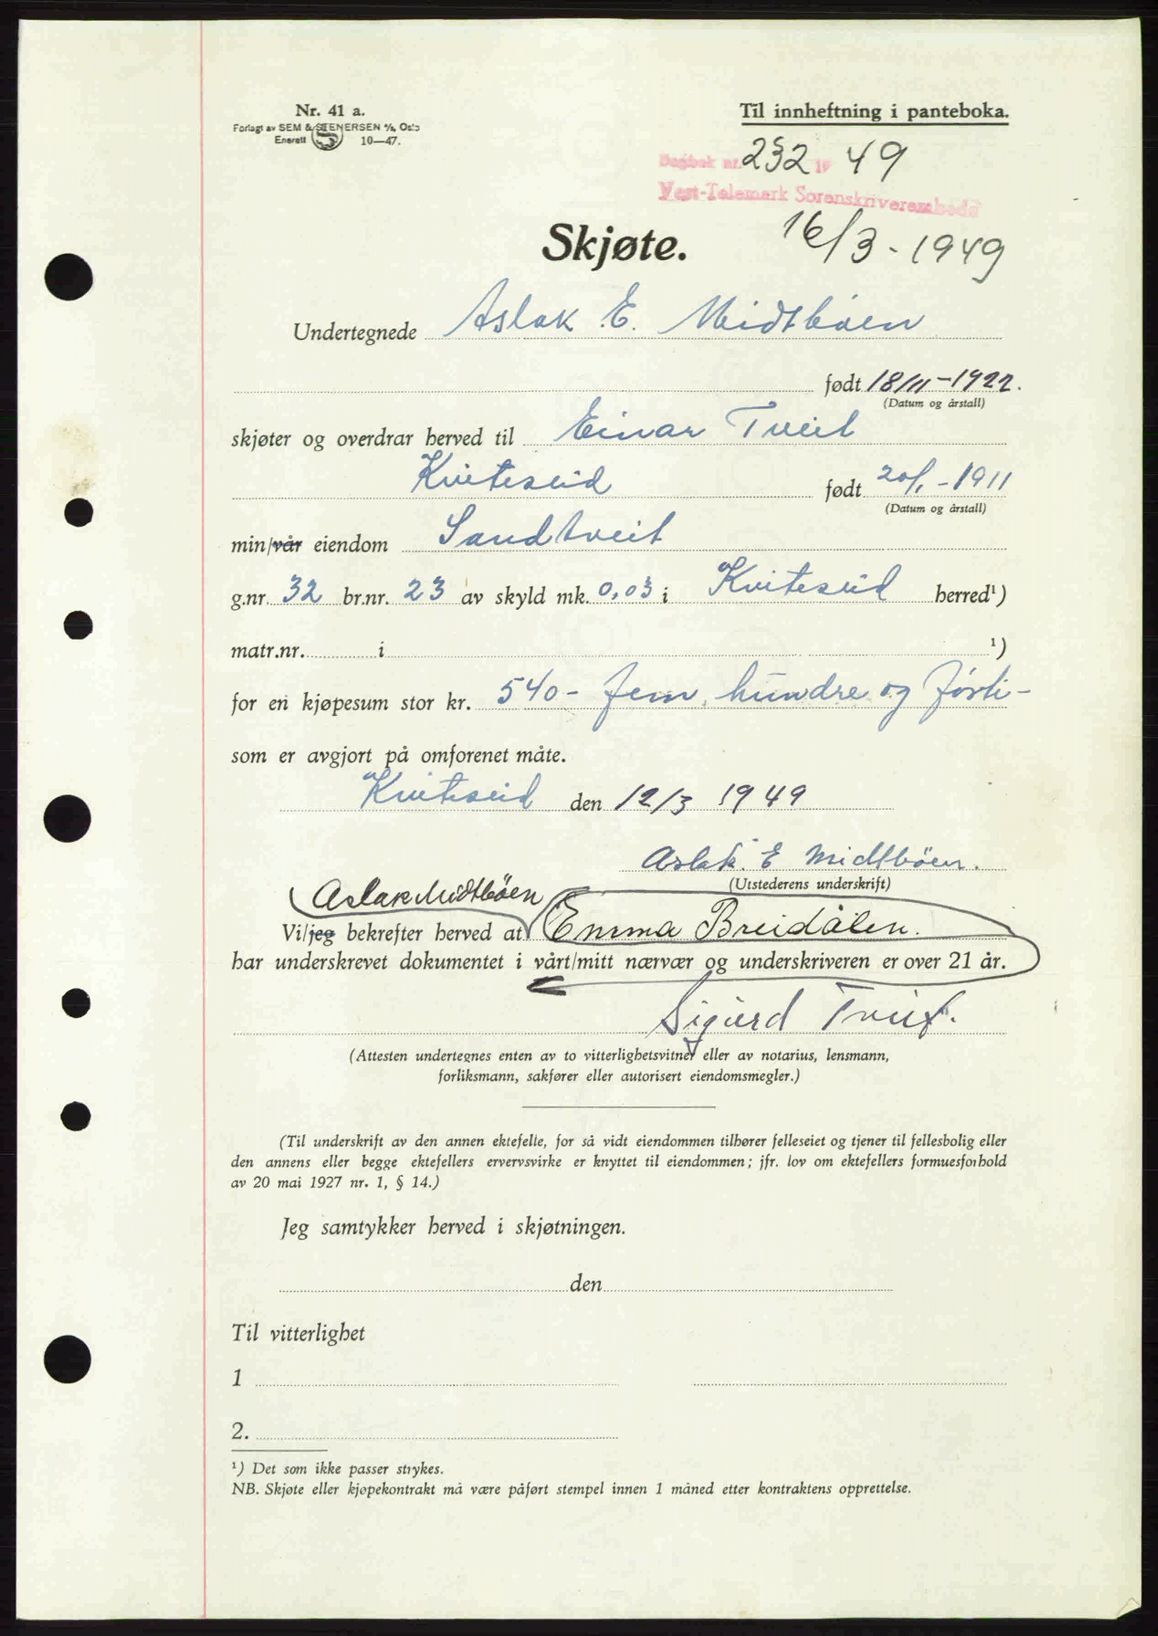 Nr. 41 a.
Forlagt av SEM & STENERSEN A/S, Oslo
Enerett 10—47.
Til innheftning i panteboka.
Dagbok nr. 232 19 49
Vest-Telemark Sorenskriverembede
16/3 - 1949
Skjøte.
Undertegnede Aslak E. Midtbøen
født 18/11-1922.
(Datum og årstall)
skjøter og overdrar herved til Einar Tveit
Kviteseid født 20/1-1911
(Datum og årstall)
min/vår eiendom Sandtveit
g.nr. 32 br.nr. 23 av skyld mk. 0,03 i Kviteseid herred¹)
matr.nr. i ¹)
for en kjøpesum stor kr. 540- fem hundre og førti-
som er avgjort på omforenet måte.
Kviteseid den 12/3 1949
Aslak E Midtböen.
(Utstederens underskrift)
Aslak Midtböen
Vi/jeg bekrefter herved at Emma Breidålen.
har underskrevet dokumentet i vårt/mitt nærvær og underskriveren er over 21 år.
Sigurd Tveit.
(Attesten undertegnes enten av to vitterlighetsvitner eller av notarius, lensmann,
forliksmann, sakfører eller autorisert eiendomsmegler.)
(Til underskrift av den annen ektefelle, for så vidt eiendommen tilhører felleseiet og tjener til fellesbolig eller
den annens eller begge ektefellers ervervsvirke er knyttet til eiendommen; jfr. lov om ektefellers formuesforhold
av 20 mai 1927 nr. 1, § 14.)
Jeg samtykker herved i skjøtningen.
den
Til vitterlighet
1
2.
¹) Det som ikke passer strykes.
NB. Skjøte eller kjøpekontrakt må være påført stempel innen 1 måned etter kontraktens opprettelse.